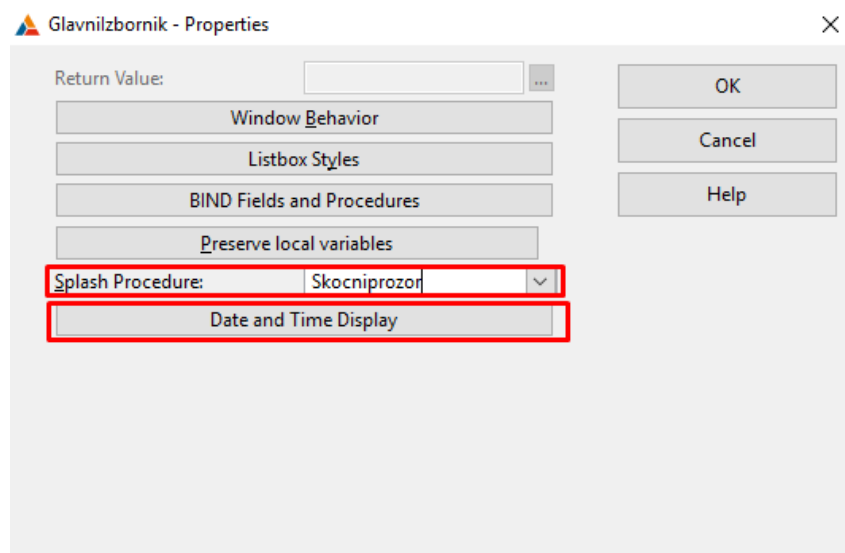 GlavniIzbornik - Properties
Return Value:
...
OK
Window Behavior
Cancel
Listbox Styles
BIND Fields and Procedures
Help
Preserve local variables
Splash Procedure: Skocniprozor
Date and Time Display